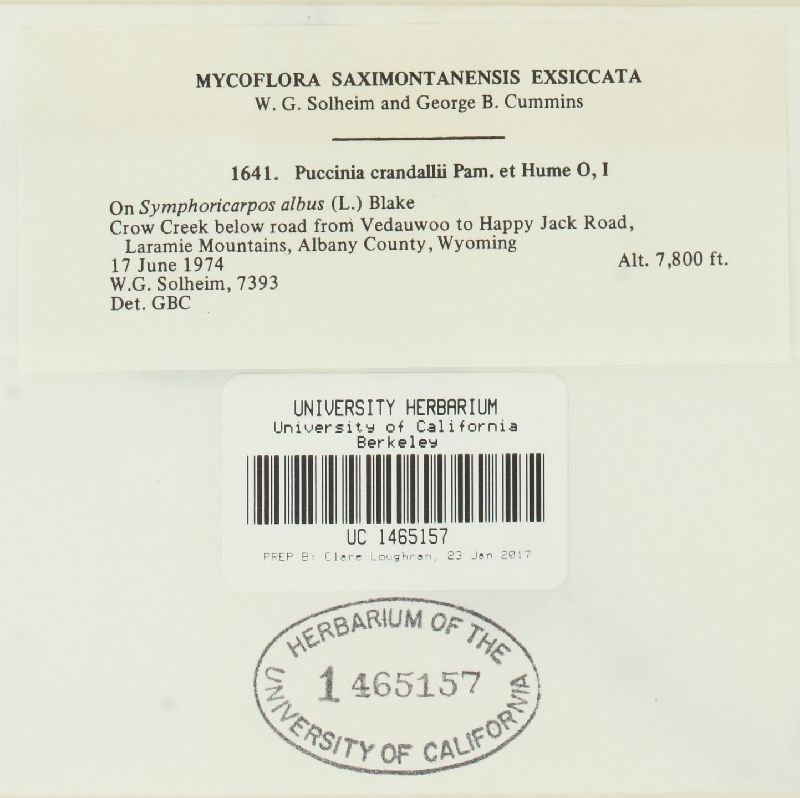 MYCOFLORA SAXIMONTANENSIS EXSICCATA
W. G. Solheim and George B. Cummins
1641. Puccinia crandallii Pam. et Hume O, I
On Symphoricarpos albus (L.) Blake
Crow Creek below road from Vedauwoo to Happy Jack Road,
Laramie Mountains, Albany County, Wyoming
17 June 1974 Alt. 7,800 ft.
W.G. Solheim, 7393
Det. GBC
UNIVERSITY HERBARIUM
University of California
Berkeley
UC 1465157
PREP By Clare Loughran, 23 Jan 2017
HERBARIUM OF THE
1465157
UNIVERSITY OF CALIFORNIA